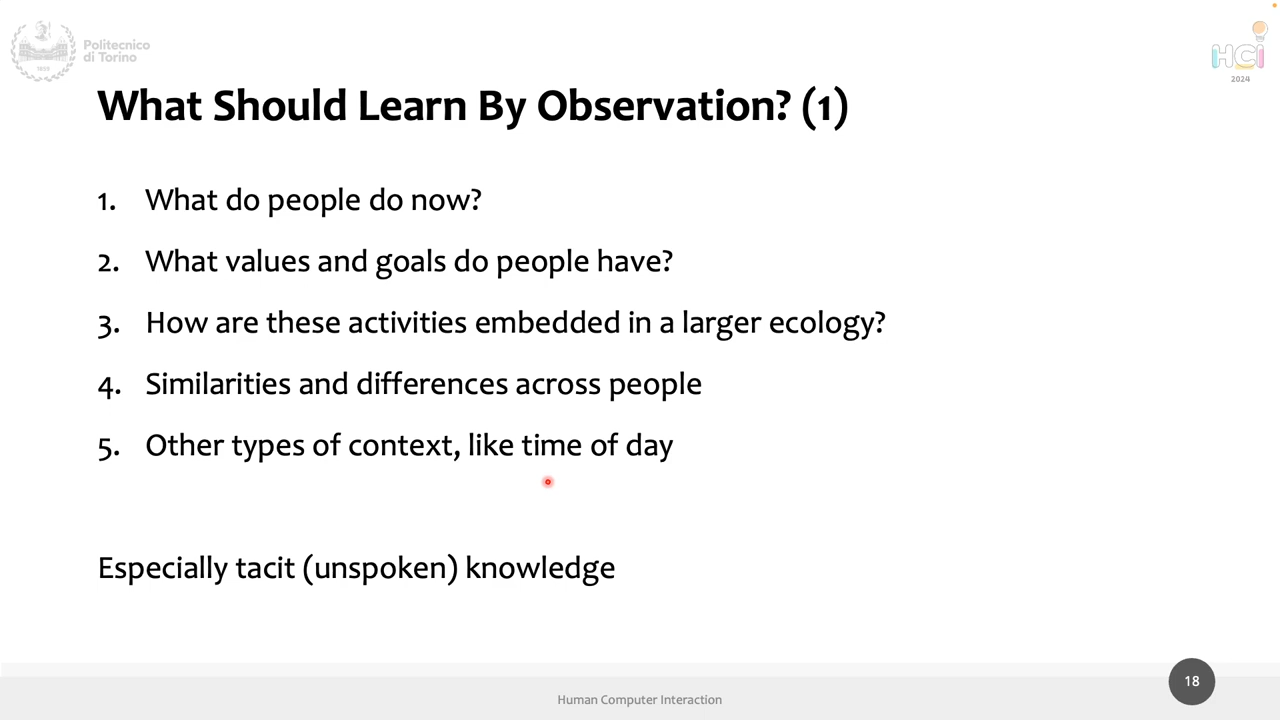 Politecnico
di Torino
1859
HCI
2024
What Should Learn By Observation? (1)
1. What do people do now?
2. What values and goals do people have?
3. How are these activities embedded in a larger ecology?
4. Similarities and differences across people
5. Other types of context, like time of day
Especially tacit (unspoken) knowledge
Human Computer Interaction
18